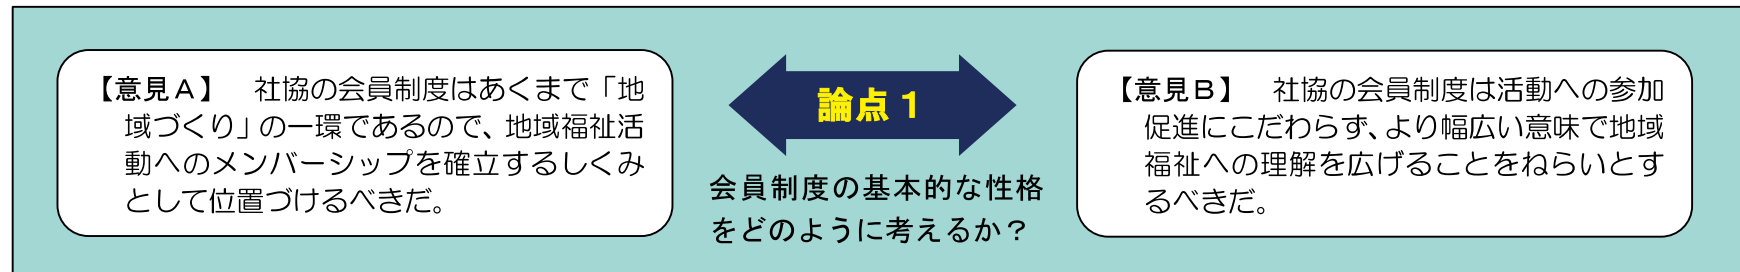 【意見Ａ】　社協の会員制度はあくまで「地
域づくり」の一環であるので、地域福祉活
動へのメンバーシップを確立するしくみ
として位置づけるべきだ。
論点１
会員制度の基本的な性格
をどのように考えるか？
【意見Ｂ】　社協の会員制度は活動への参加
促進にこだわらず、より幅広い意味で地域
福祉への理解を広げることをねらいとす
るべきだ。